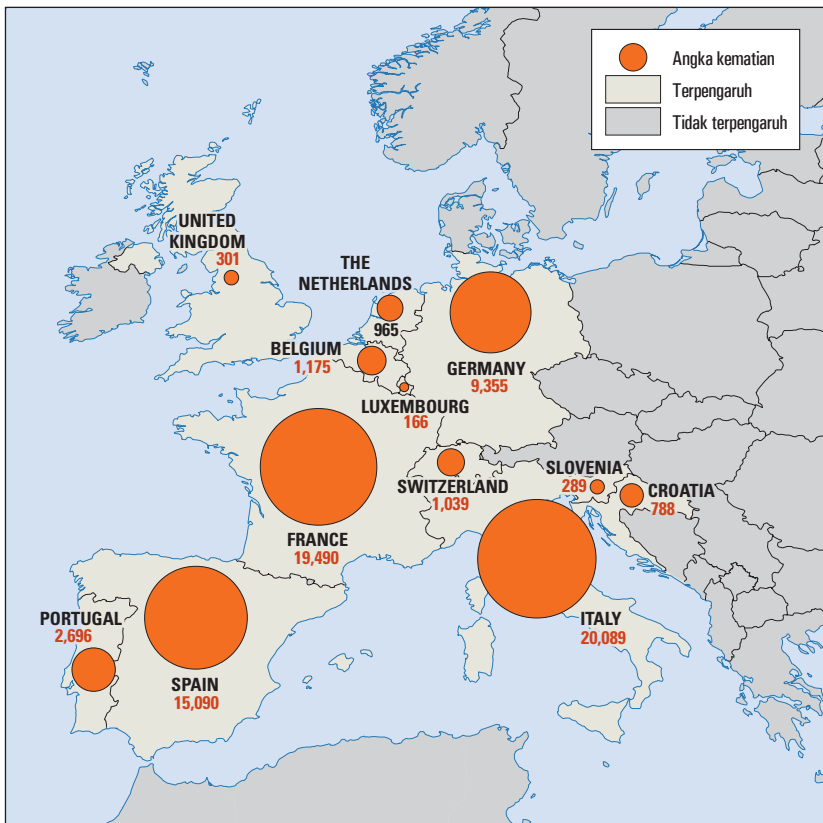 Angka kematian
Terpengaruh
Tidak terpengaruh
UNITED
KINGDOM
301
THE
NETHERLANDS
965
BELGIUM
1,175
GERMANY
9,355
LUXEMBOURG
166
SWITZERLAND
1,039
SLOVENIA
289
CROATIA
788
FRANCE
19,490
ITALY
20,089
PORTUGAL
2,696
SPAIN
15,090